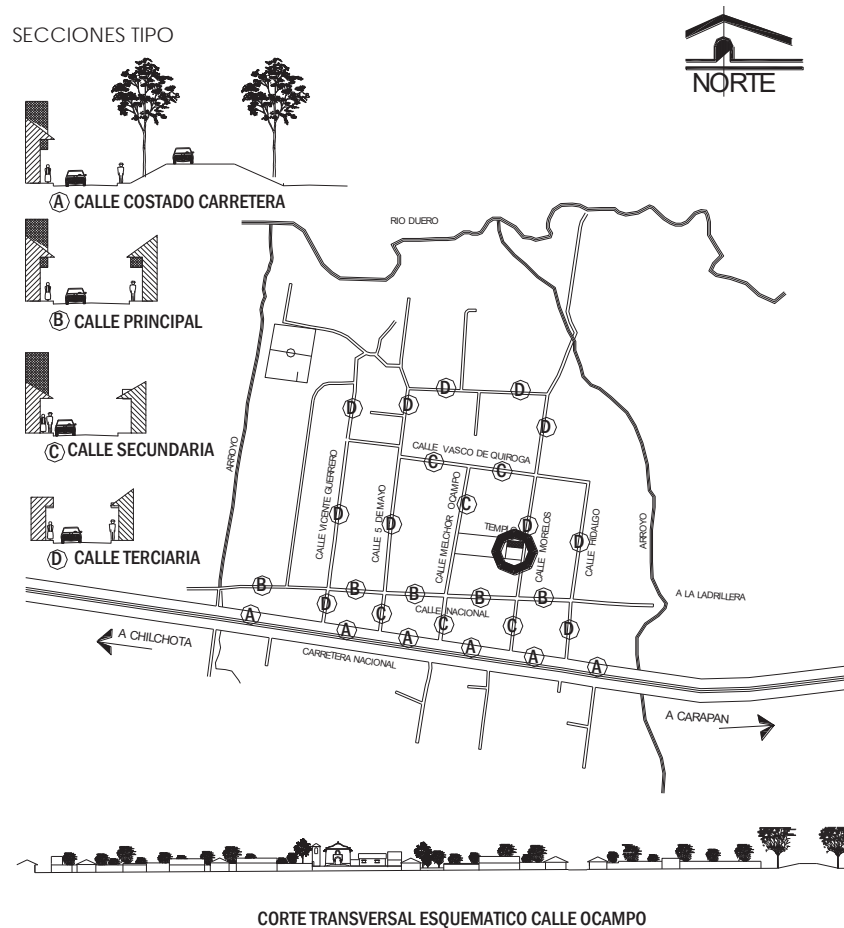 SECCIONES TIPO
NORTE
A CALLE COSTADO CARRETERA
RIO DUERO
B CALLE PRINCIPAL
C CALLE SECUNDARIA
D CALLE TERCIARIA
D
D
D
D
D
CALLE VASCO DE QUIROGA
C
C
ARROYO
CALLE VICENTE GUERRERO
CALLE 5 DE MAYO
CALLE MELCHOR OCAMPO
C
D
D
TEMPLO
D
CALLE MORELOS
D
CALLE HIDALGO
ARROYO
B
B
B
B
B
A LA LADRILLERA
CALLE NACIONAL
A
D
C
C
C
D
A
A
A
A
A
A CHILCHOTA
CARRETERA NACIONAL
A CARAPAN
CORTE TRANSVERSAL ESQUEMATICO CALLE OCAMPO